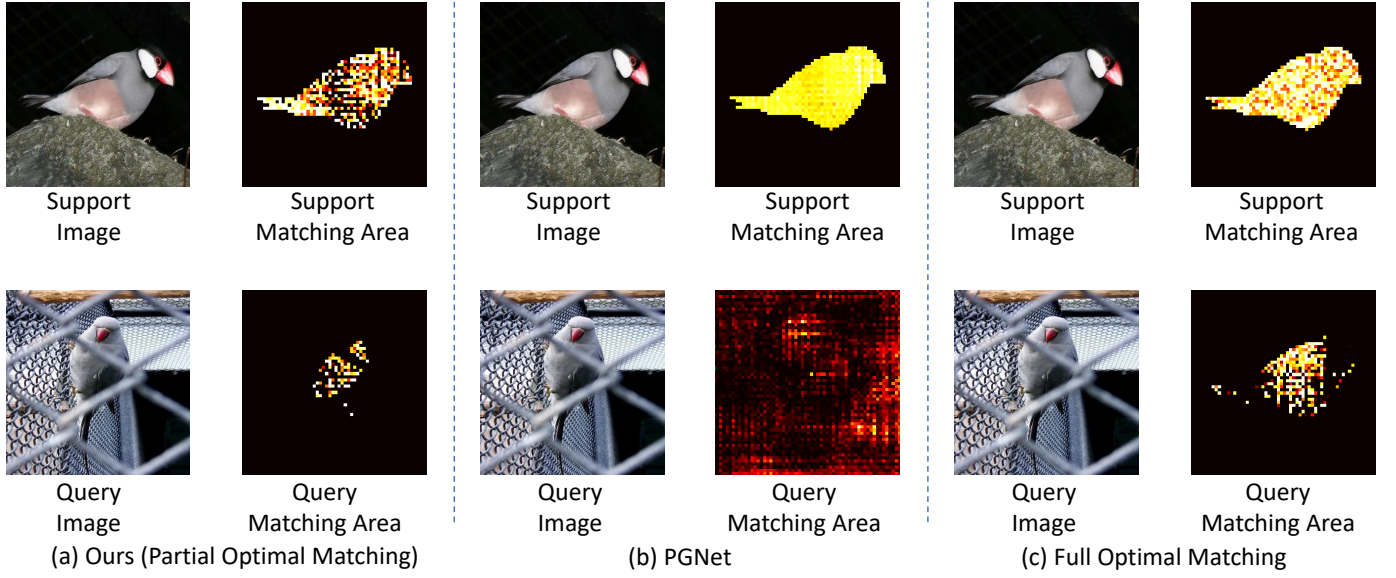 Support
Image
Support
Matching Area
Support
Image
Support
Matching Area
Support
Image
Support
Matching Area
Query
Image
Query
Matching Area
Query
Image
Query
Matching Area
Query
Image
Query
Matching Area
(a) Ours (Partial Optimal Matching)
(b) PGNet
(c) Full Optimal Matching